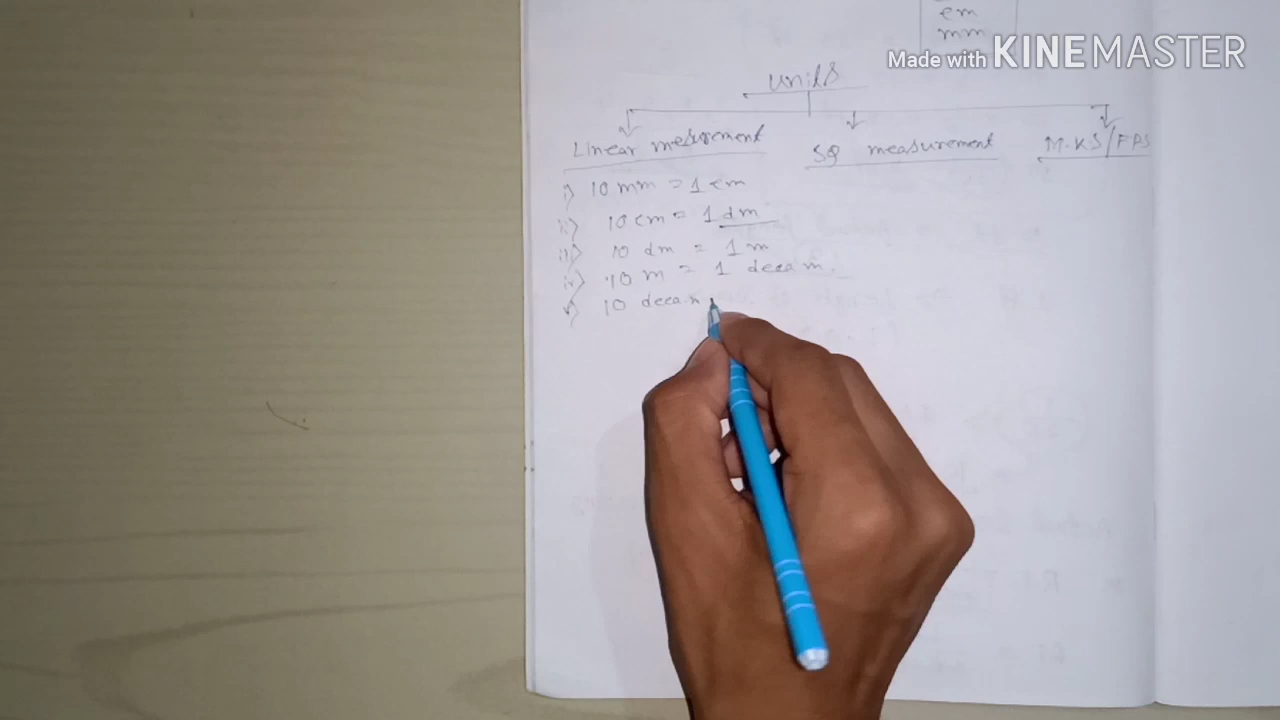 cm
mm
Made with KINEMASTER
Units
Linear mesurement SQ measurement M.KS/FPS
i) 10 mm = 1 cm
ii) 10 cm = 1 dm
iii) 10 dm = 1 m
iv) 10 m = 1 decam
v) 10 decam